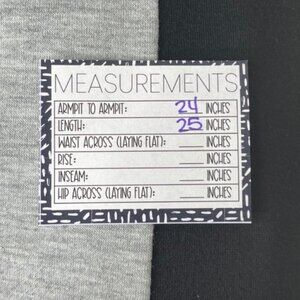 MEASUREMENTS
ARMPIT TO ARMPIT: 24 INCHES
LENGTH: 25 INCHES
WAIST ACROSS (LAYING FLAT): ____ INCHES
RISE: ____ INCHES
INSEAM: ____ INCHES
HIP ACROSS (LAYING FLAT): ____ INCHES